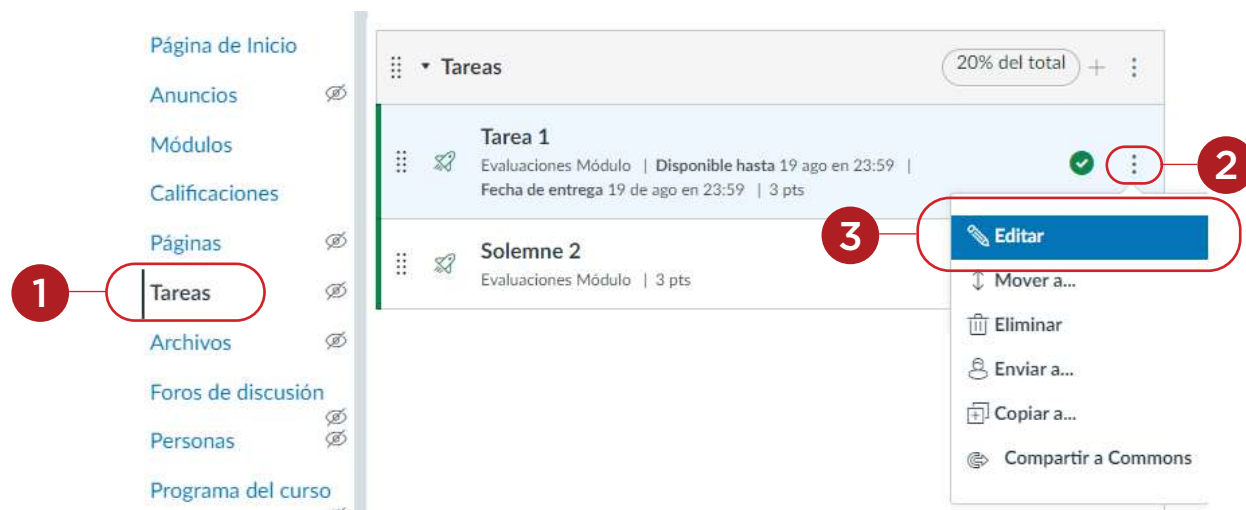 Página de Inicio
Anuncios
Módulos
Calificaciones
Páginas
1
Tareas
Archivos
Foros de discusión
Personas
Programa del curso
Tareas
20% del total
Tarea 1
Evaluaciones Módulo | Disponible hasta 19 ago en 23:59 |
Fecha de entrega 19 de ago en 23:59 | 3 pts
2
Solemne 2
Evaluaciones Módulo | 3 pts
3
Editar
Mover a...
Eliminar
Enviar a...
Copiar a...
Compartir a Commons